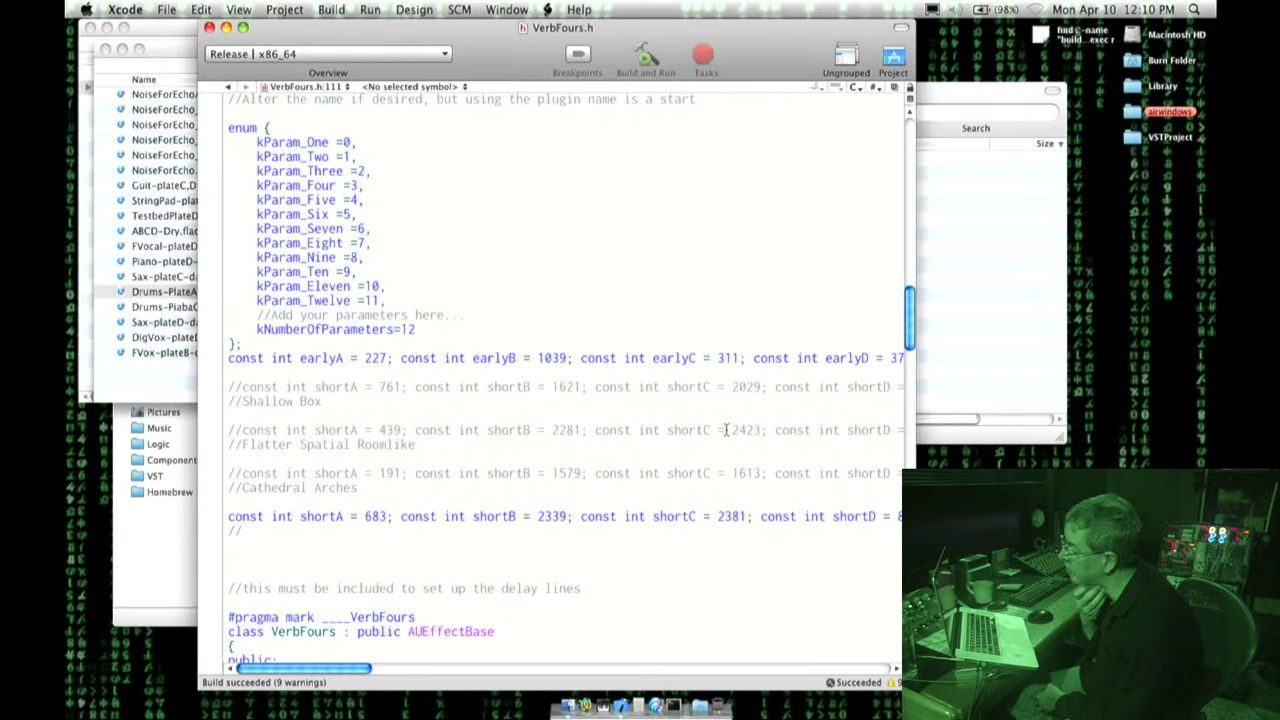 Xcode File Edit View Project Build Run Format Design SCM Window Help
(98%) Mon Apr 10 12:10 PM
VerbFours.h
Release | x86_64
Overview
Breakpoints
Build and Run
Tasks
Ungrouped
Project
VerbFours.h:111
<No selected symbol>
C
#
//Alter the name if desired, but using the plugin name is a start
enum {
kParam_One =0,
kParam_Two =1,
kParam_Three =2,
kParam_Four =3,
kParam_Five =4,
kParam_Six =5,
kParam_Seven =6,
kParam_Eight =7,
kParam_Nine =8,
kParam_Ten =9,
kParam_Eleven =10,
kParam_Twelve =11,
//Add your parameters here...
kNumberOfParameters=12
};
const int earlyA = 227; const int earlyB = 1039; const int earlyC = 311; const int earlyD = 37
//const int shortA = 761; const int shortB = 1621; const int shortC = 2029; const int shortD =
//Shallow Box
//const int shortA = 439; const int shortB = 2281; const int shortC = 2423; const int shortD =
//Flatter Spatial Roomlike
//const int shortA = 191; const int shortB = 1579; const int shortC = 1613; const int shortD =
//Cathedral Arches
const int shortA = 683; const int shortB = 2339; const int shortC = 2381; const int shortD = 8
//
//this must be included to set up the delay lines
#pragma mark ____VerbFours
class VerbFours : public AUEffectBase
{
public:
Build succeeded (9 warnings)
Succeeded
9
Name
NoiseForEcho
NoiseForEcho_
NoiseForEcho_
NoiseForEcho_
NoiseForEcho_
NoiseForEcho.
Guit-plateC,D
StringPad-plat
TestbedPlateD
ABCD-Dry.flac
FVocal-plateD
Piano-plateD-
Sax-plateC-d
Drums-PlateA
Drums-PiabaC
Sax-plateD-d
DigVox-plateD
FVox-plateB-
Pictures
Music
Logic
Component
VST
Homebrew
Search
Size
Macintosh HD
Burn Folder
Library
airwindows
VSTProject